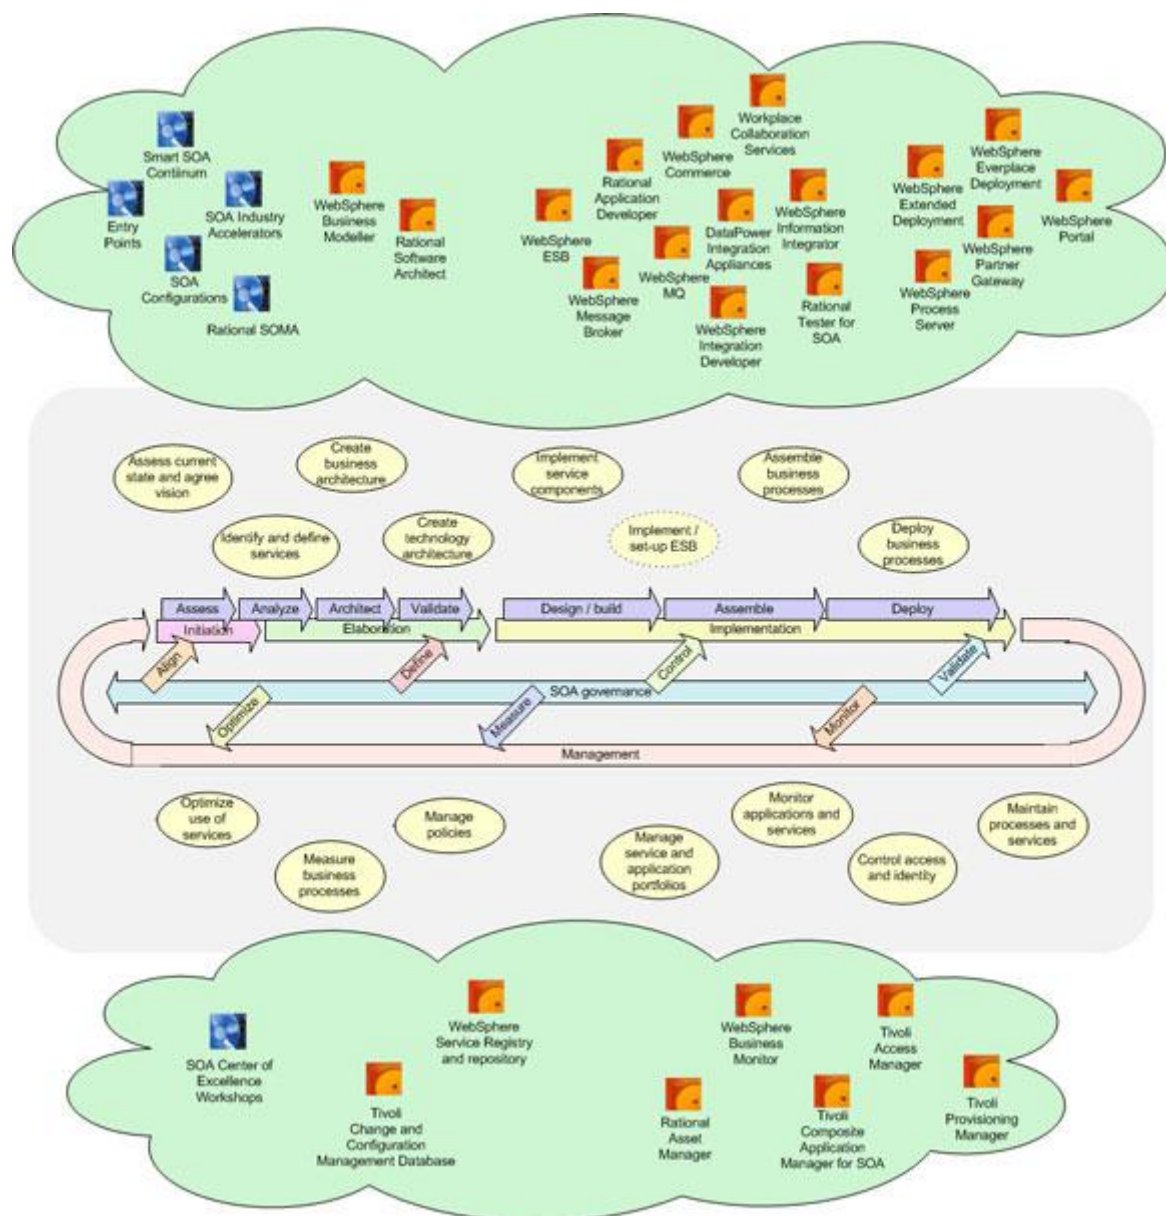 Smart SOA
Contiinum
Entry
Points
SOA Industry
Accelerators
SOA
Configurations
Rational SOMA
WebSphere
Business
Modeller
Rational
Software
Architect
WebSphere
ESB
Rational
Application
Developer
WebSphere
Message
Broker
WebSphere
Commerce
WebSphere
MQ
Workplace
Collaboration
Services
DataPower
Integration
Appliances
WebSphere
Integration
Developer
WebSphere
Information
Integrator
Rational
Tester for
SOA
WebSphere
Extended
Deployment
WebSphere
Everplace
Deployment
WebSphere
Portal
WebSphere
Partner
Gateway
WebSphere
Process
Server
Assess current
state and agree
vision
Create
business
architecture
Implement
service
components
Assemble
business
processes
Identify and define
services
Create
technology
architecture
Implement /
set-up ESB
Deploy
business
processes
Assess
Analyze
Architect
Validate
Design / build
Assemble
Deploy
Initiation
Elaboration
Implementation
Align
Define
Control
Validate
SOA governance
Optimize
Measure
Monitor
Management
Optimize
use of
services
Manage
policies
Monitor
applications and
services
Maintain
processes and
services
Measure
business
processes
Manage
service and
application
portfolios
Control access
and identity
SOA Center of
Excellence
Workshops
WebSphere
Service Registry
and repository
WebSphere
Business
Monitor
Tivoli
Access
Manager
Tivoli
Change and
Configuration
Management Database
Rational
Asset
Manager
Tivoli
Composite
Application
Manager for SOA
Tivoli
Provisioning
Manager